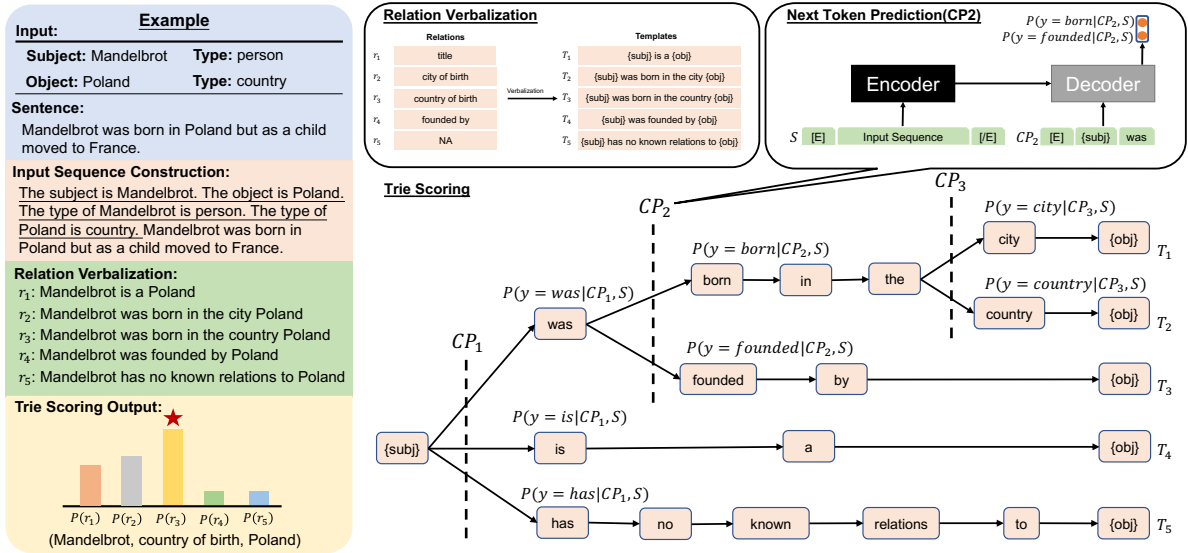 Example
Input:
Subject: Mandelbrot Type: person
Object: Poland Type: country
Sentence:
Mandelbrot was born in Poland but as a child
moved to France.
Input Sequence Construction:
The subject is Mandelbrot. The object is Poland.
The type of Mandelbrot is person. The type of
Poland is country. Mandelbrot was born in
Poland but as a child moved to France.
Relation Verbalization:
r₁: Mandelbrot is a Poland
r₂: Mandelbrot was born in the city Poland
r₃: Mandelbrot was born in the country Poland
r₄: Mandelbrot was founded by Poland
r₅: Mandelbrot has no known relations to Poland
Trie Scoring Output:
P(r₁) P(r₂) P(r₃) P(r₄) P(r₅)
(Mandelbrot, country of birth, Poland)
Relation Verbalization
Relations Templates
r₁ title T₁ {subj} is a {obj}
r₂ city of birth T₂ {subj} was born in the city {obj}
r₃ country of birth Verbalization T₃ {subj} was born in the country {obj}
r₄ founded by T₄ {subj} was founded by {obj}
r₅ NA T₅ {subj} has no known relations to {obj}
Next Token Prediction(CP2)
P(y = born|CP₂, S)
P(y = founded|CP₂, S)
Encoder Decoder
S [E] Input Sequence [/E] CP₂ [E] {subj} was
Trie Scoring
CP₁
CP₂
CP₃
P(y = city|CP₃, S)
city {obj} T₁
P(y = born|CP₂, S)
born in the
P(y = country|CP₃, S)
country {obj} T₂
P(y = was|CP₁, S)
was
P(y = founded|CP₂, S)
founded by {obj} T₃
P(y = is|CP₁, S)
{subj} is a {obj} T₄
P(y = has|CP₁, S)
has no known relations to {obj} T₅